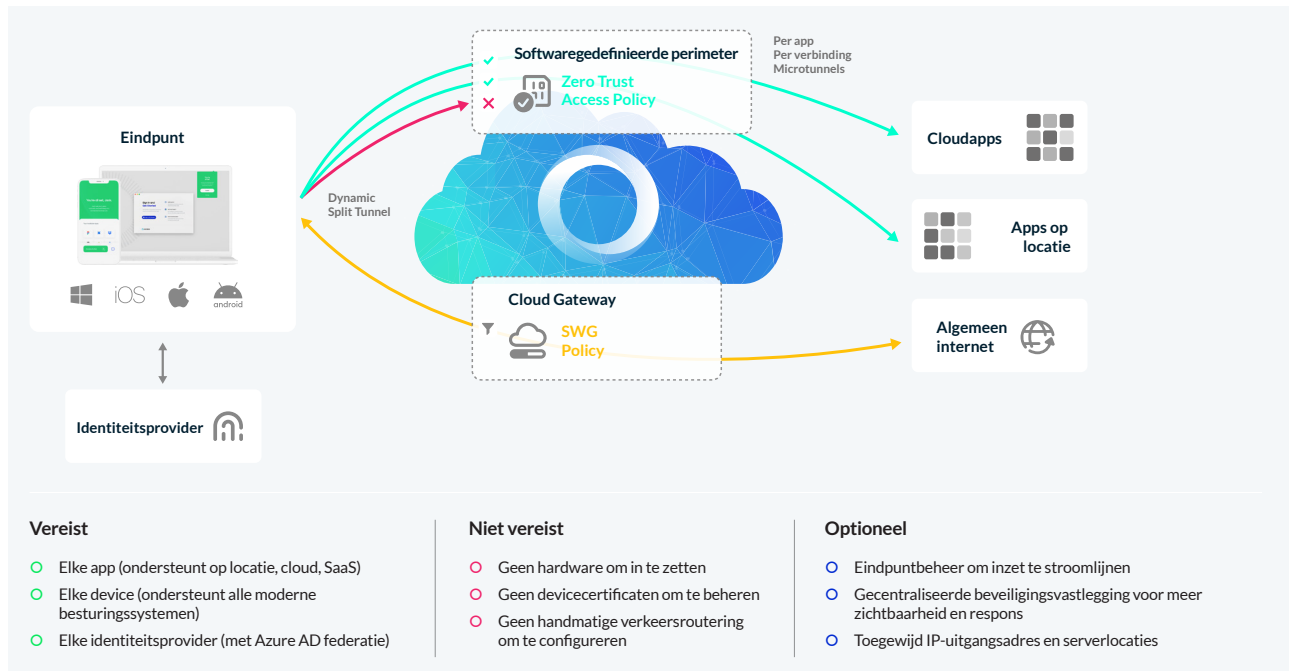 Softwaregedefinieerde perimeter
Zero Trust
Access Policy
Per app
Per verbinding
Microtunnels
Eindpunt
iOS
android
Dynamic
Split Tunnel
Cloudapps
Apps op
locatie
Cloud Gateway
SWG
Policy
Algemeen
internet
Identiteitsprovider
Vereist
Elke app (ondersteunt op locatie, cloud, SaaS)
Elke device (ondersteunt alle moderne
besturingssystemen)
Elke identiteitsprovider (met Azure AD federatie)
Niet vereist
Geen hardware om in te zetten
Geen devicecertificaten om te beheren
Geen handmatige verkeersroutering
om te configureren
Optioneel
Eindpuntbeheer om inzet te stroomlijnen
Gecentraliseerde beveiligingsvastlegging voor meer
zichtbaarheid en respons
Toegewijd IP-uitgangsadres en serverlocaties